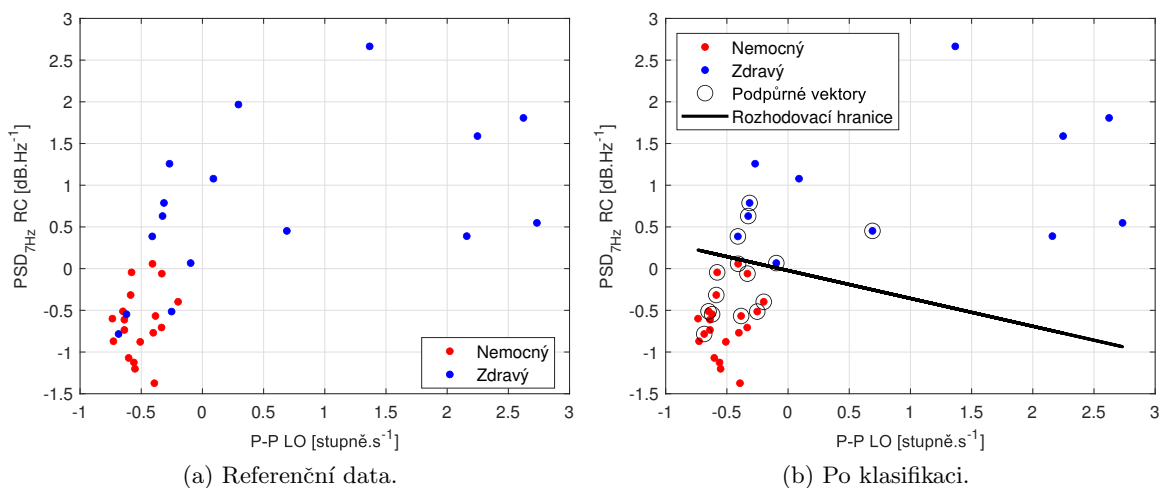 3
2.5
2
1.5
1
0.5
0
-0.5
-1
-1.5
-1 -0.5 0 0.5 1 1.5 2 2.5 3
PSD7Hz RC [dB.Hz-1]
P-P LO [stupně.s-1]
Nemocný
Zdravý
(a) Referenční data.
3
2.5
2
1.5
1
0.5
0
-0.5
-1
-1.5
-1 -0.5 0 0.5 1 1.5 2 2.5 3
PSD7Hz RC [dB.Hz-1]
P-P LO [stupně.s-1]
Nemocný
Zdravý
Podpůrné vektory
Rozhodovací hranice
(b) Po klasifikaci.